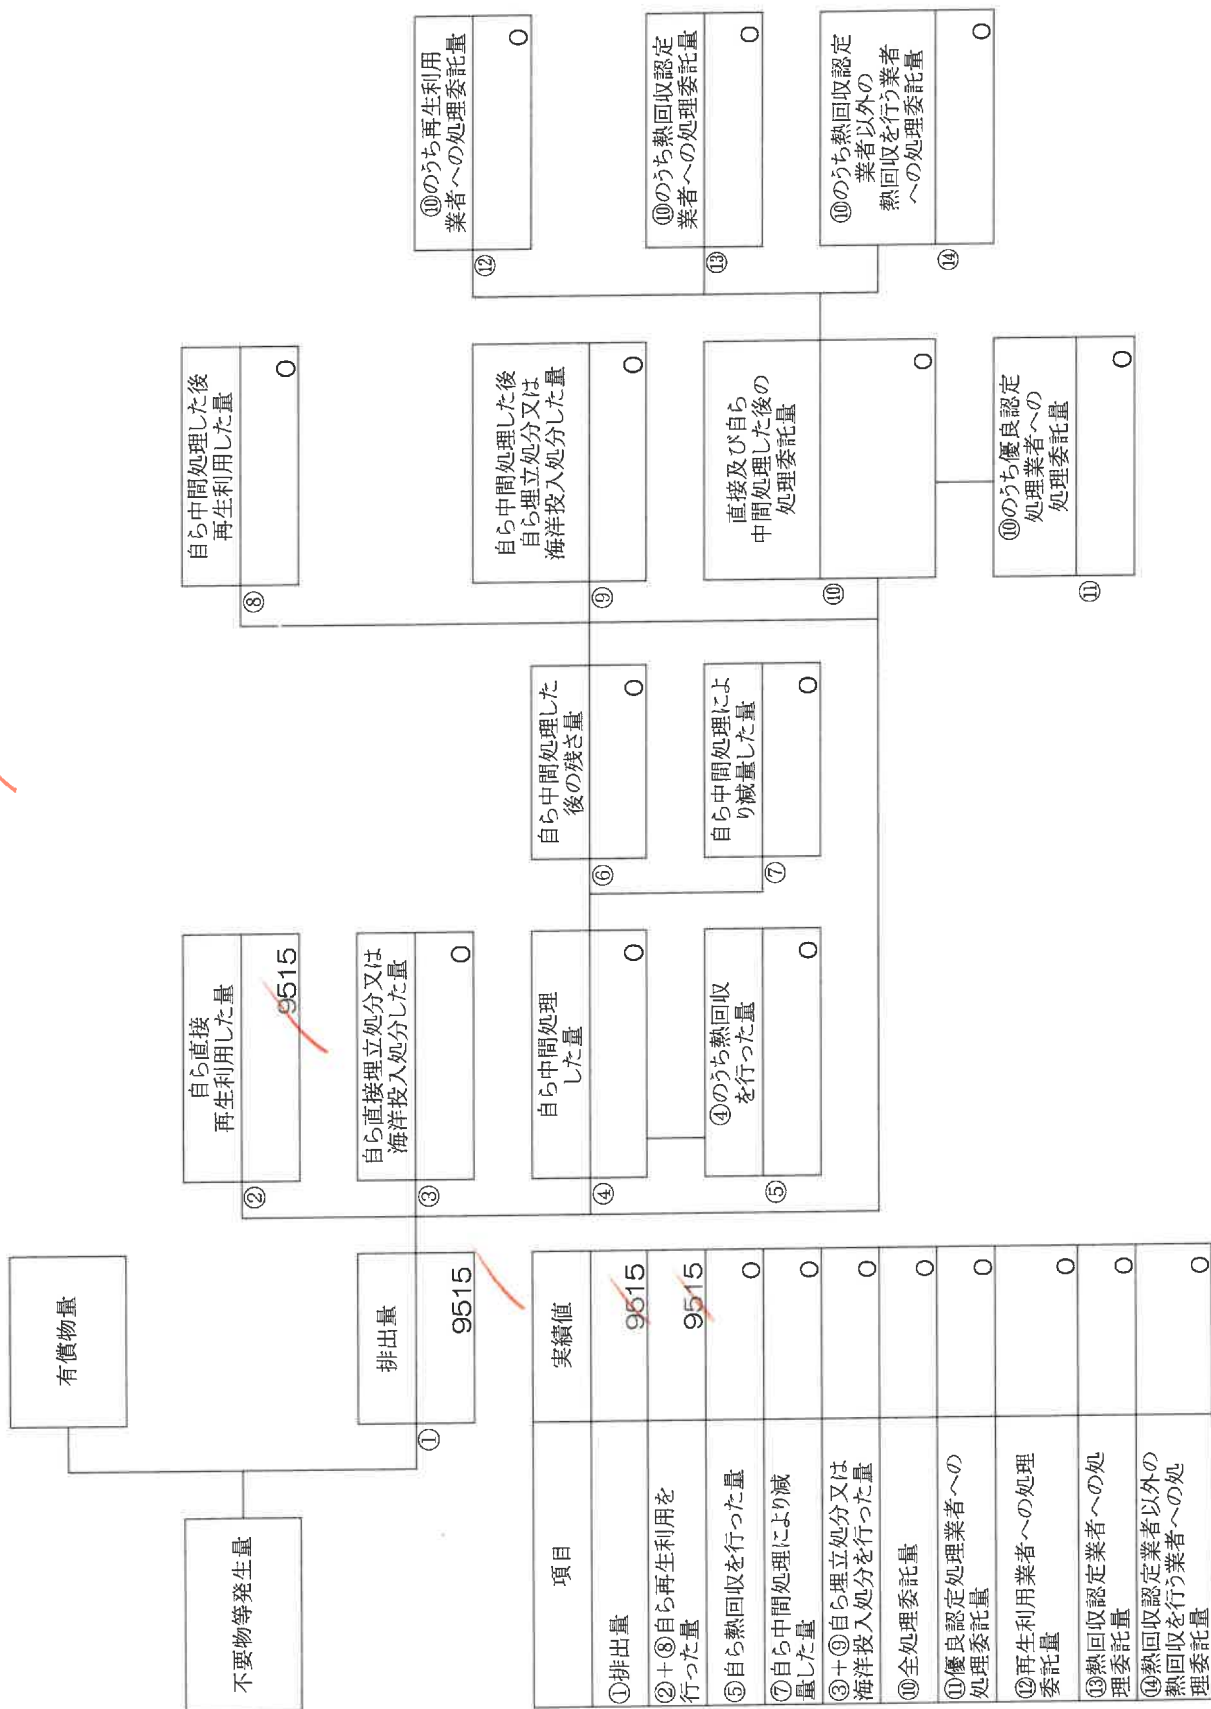 不要物等発生量
有償物量
排出量
①
9515
自ら直接
再生利用した量
②
9515
自ら直接埋立処分又は
海洋投入処分した量
③
0
自ら中間処理
した量
④
0
④のうち熱回収
を行った量
⑤
0
自ら中間処理した
後の残さ量
⑥
0
自ら中間処理によ
り減量した量
⑦
0
自ら中間処理した後
再生利用した量
⑧
0
自ら中間処理した後
自ら埋立処分又は
海洋投入処分した量
⑨
0
直接及び自ら
中間処理した後の
処理委託量
⑩
0
⑩のうち優良認定
処理業者への
処理委託量
⑪
0
⑩のうち再生利用
業者への処理委託量
⑫
0
⑩のうち熱回収認定
業者への処理委託量
⑬
0
⑩のうち熱回収認定
業者以外の
熱回収を行う業者
への処理委託量
⑭
0
項目 実績値
①排出量 9515
②+⑧自ら再生利用を
行った量 9515
⑤自ら熱回収を行った量 0
⑦自ら中間処理により減
量した量 0
③+⑨自ら埋立処分又は
海洋投入処分を行った量 0
⑩全処理委託量 0
⑪優良認定処理業者への
処理委託量 0
⑫再生利用業者への処理
委託量 0
⑬熱回収認定業者への処
理委託量 0
⑭熱回収認定業者以外の
熱回収を行う業者への処
理委託量 0